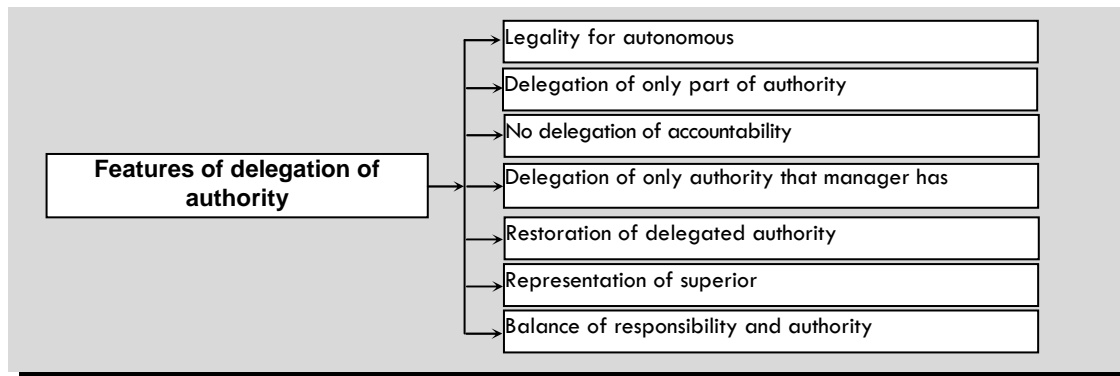 Legality for autonomous
Delegation of only part of authority
No delegation of accountability
Features of delegation of
authority
Delegation of only authority that manager has
Restoration of delegated authority
Representation of superior
Balance of responsibility and authority